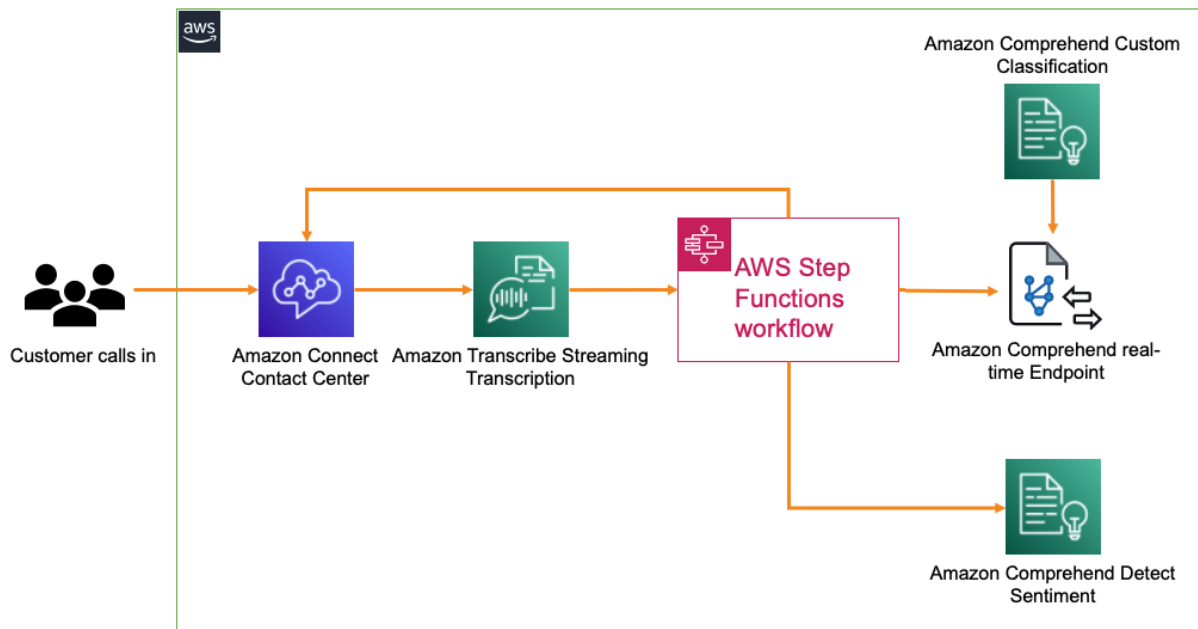 aws
Amazon Comprehend Custom
Classification
AWS Step
Functions
workflow
Customer calls in
Amazon Connect
Contact Center
Amazon Transcribe Streaming
Transcription
Amazon Comprehend real-
time Endpoint
Amazon Comprehend Detect
Sentiment